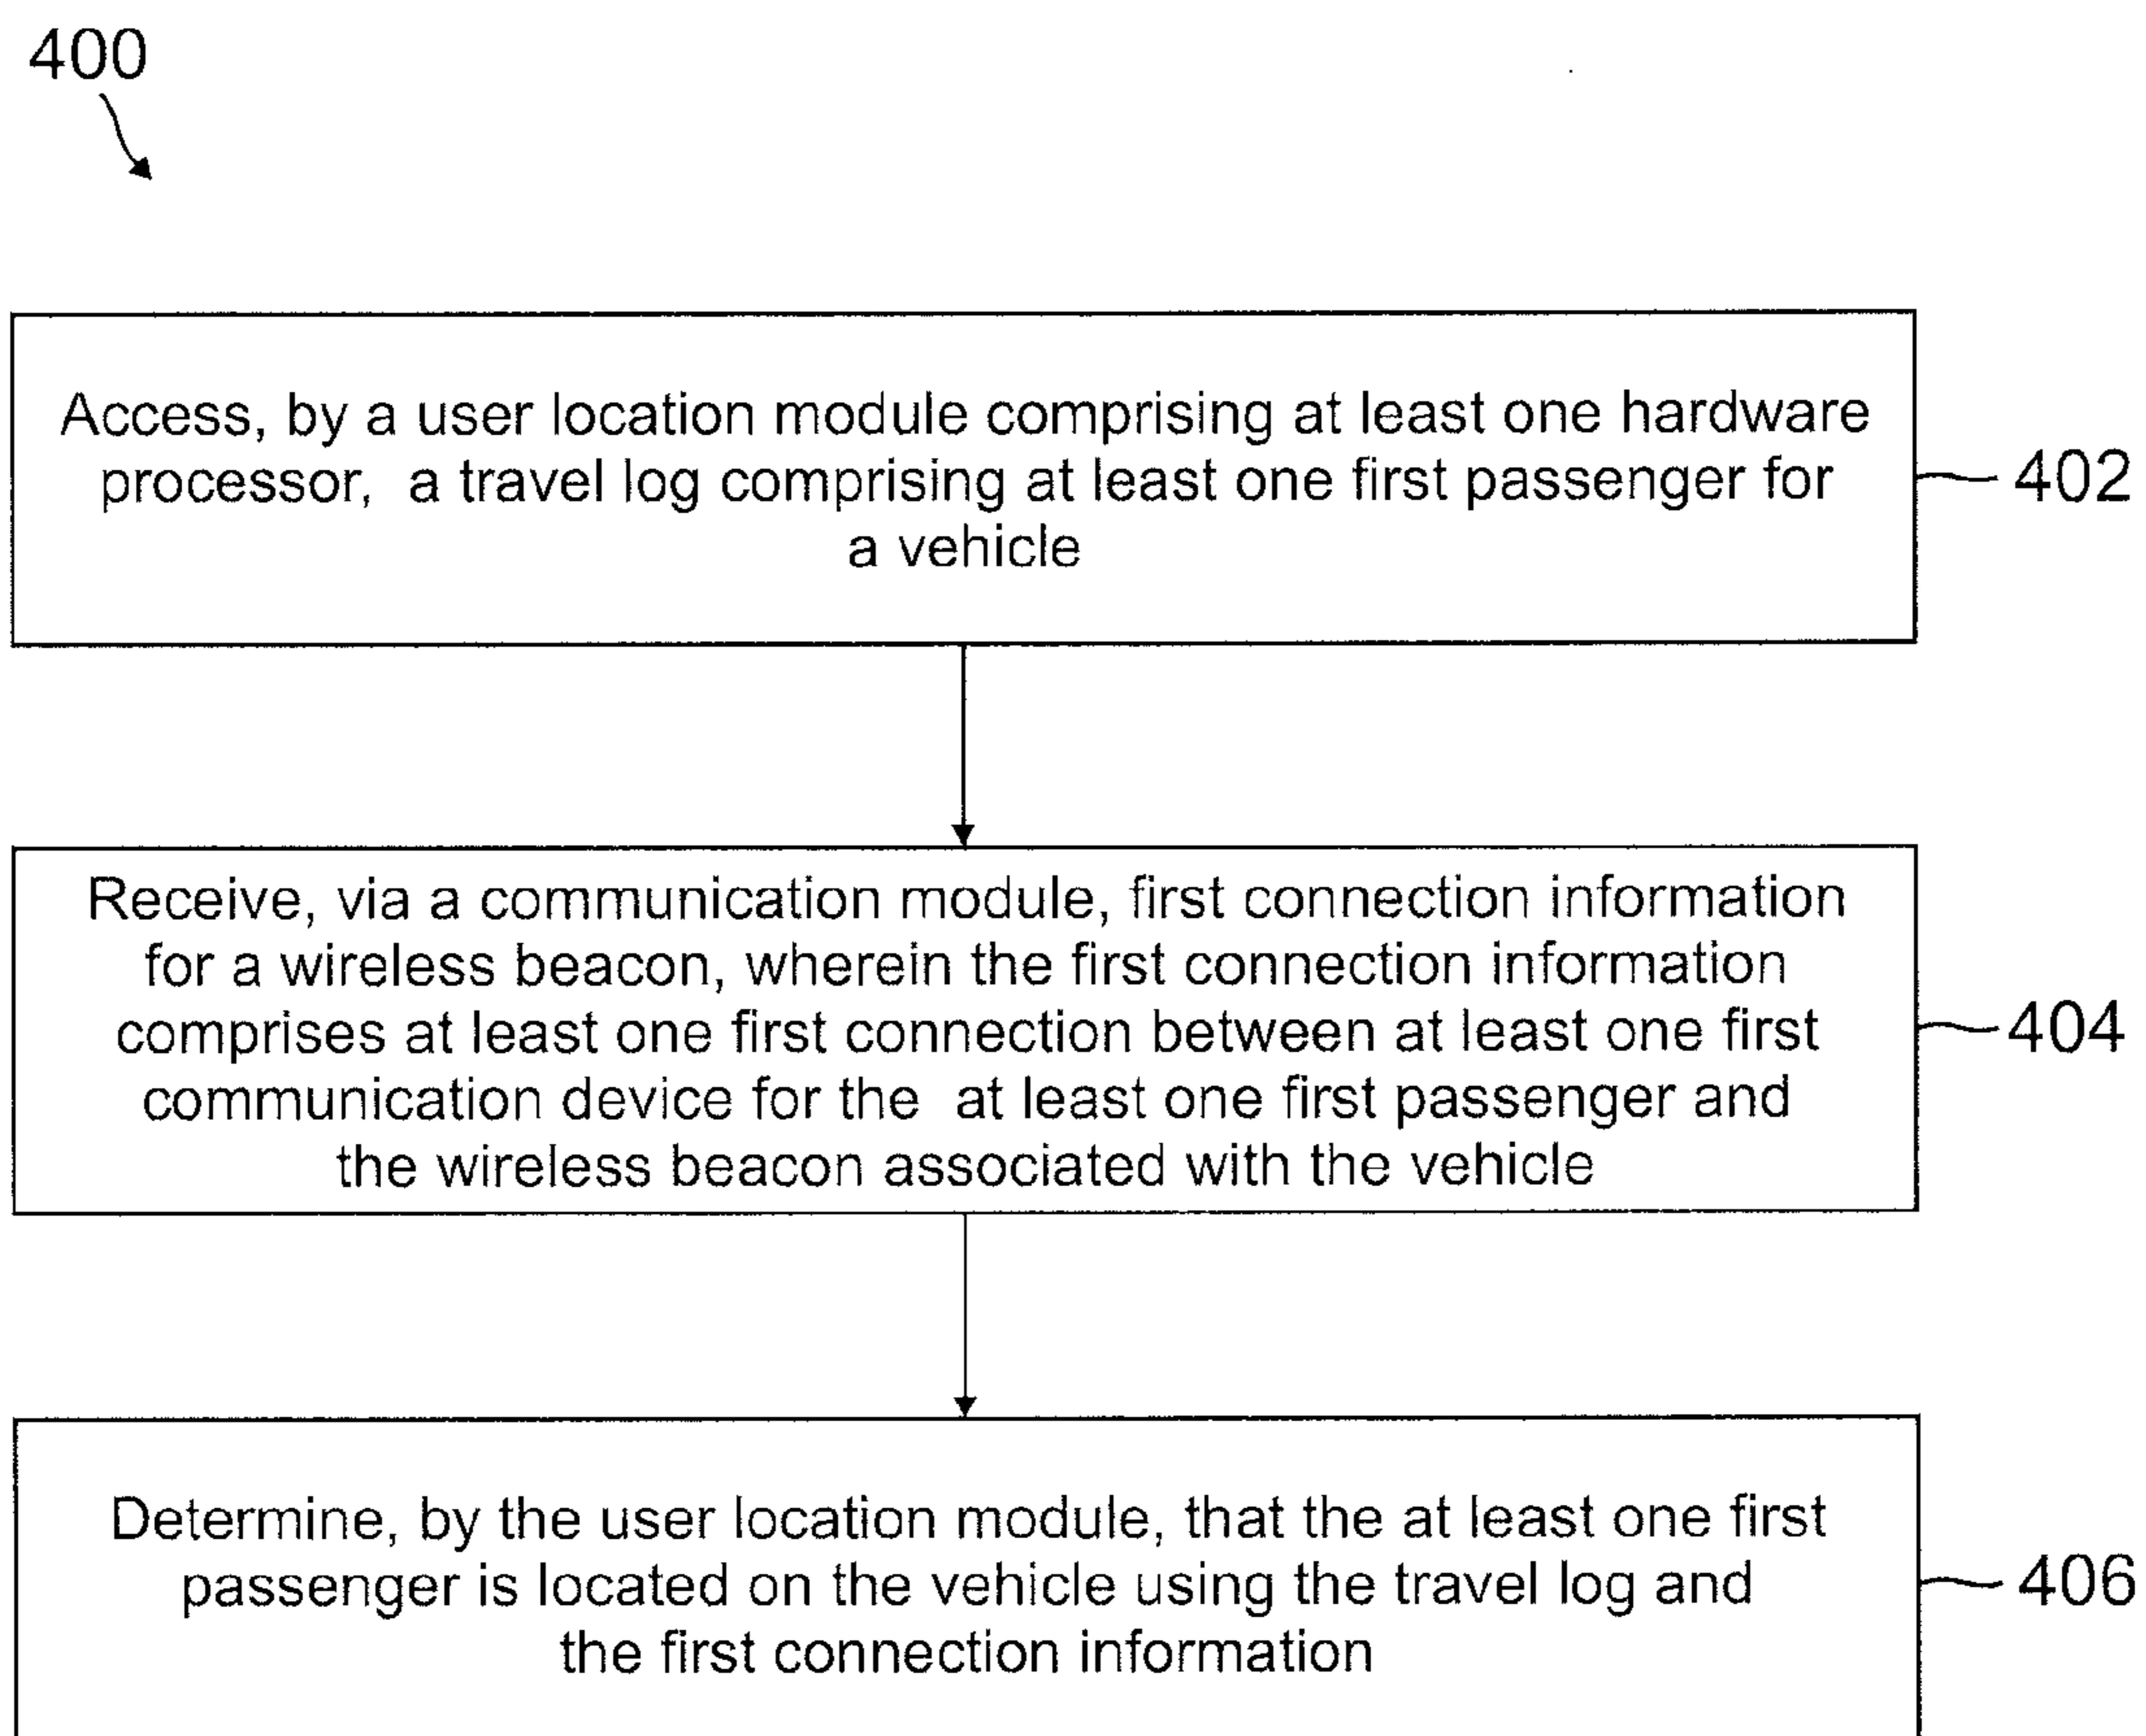 400
Access, by a user location module comprising at least one hardware
processor, a travel log comprising at least one first passenger for
a vehicle
402
Receive, via a communication module, first connection information
for a wireless beacon, wherein the first connection information
comprises at least one first connection between at least one first
communication device for the at least one first passenger and
the wireless beacon associated with the vehicle
404
Determine, by the user location module, that the at least one first
passenger is located on the vehicle using the travel log and
the first connection information
406